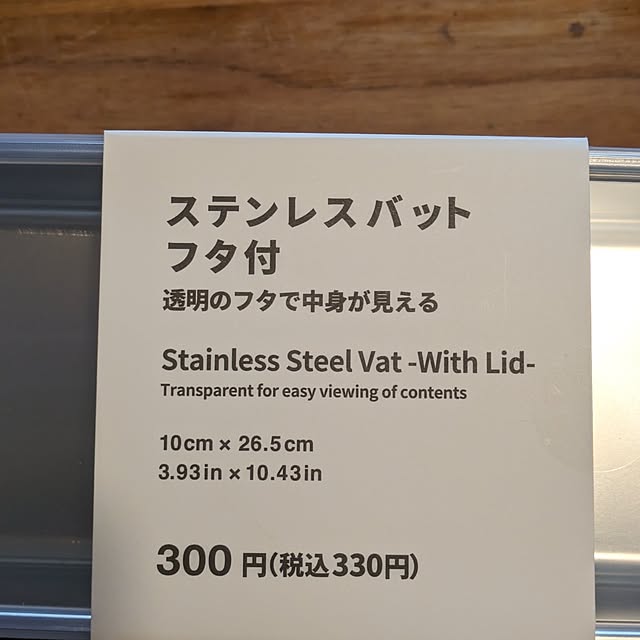 ステンレスバット
フタ付
透明のフタで中身が見える
Stainless Steel Vat -With Lid-
Transparent for easy viewing of contents
10cm × 26.5cm
3.93in × 10.43in
300 円(税込330円)